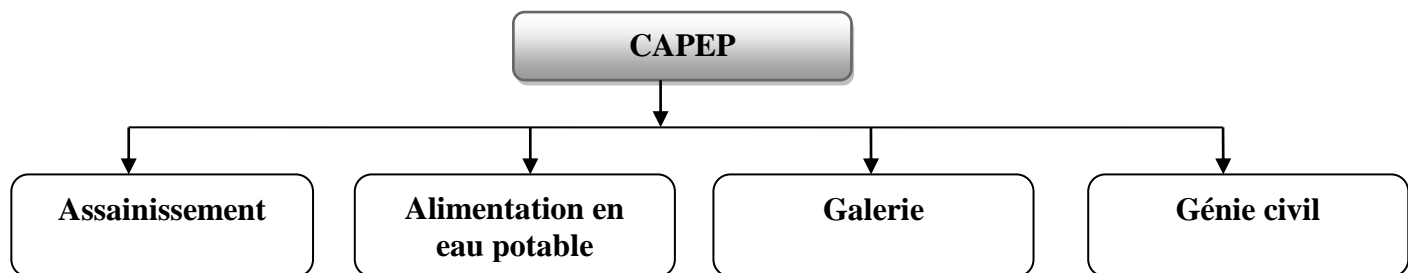 CAPEP
Assainissement
Alimentation en
eau potable
Galerie
Génie civil